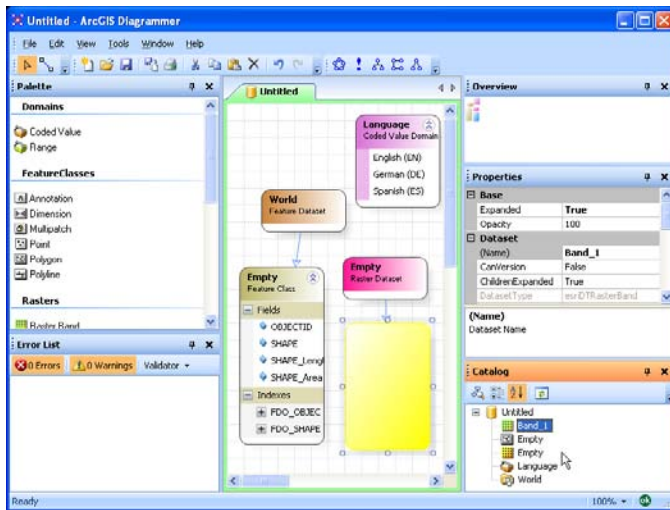 Untitled - ArcGIS Diagrammer
File Edit View Tools Window Help
Palette
Domains
Coded Value
Range
FeatureClasses
Annotation
Dimension
Multipatch
Point
Polygon
Polyline
Rasters
Raster Band
Error List
0 Errors
0 Warnings
Validator
Untitled
Language
Coded Value Domain
English (EN)
German (DE)
Spanish (ES)
World
Feature Dataset
Empty
Feature Class
Fields
OBJECTID
SHAPE
SHAPE_Lengt
SHAPE_Area
Indexes
FDO_OBJEC
FDO_SHAPE
Empty
Raster Dataset
Overview
Properties
Base
Expanded True
Opacity 100
Dataset
(Name) Band_1
CanVersion False
ChildrenExpanded True
DatasetType esriDTRasterBand
(Name)
Dataset Name
Catalog
Untitled
Band_1
Empty
Empty
Language
World
Ready
100%
ok